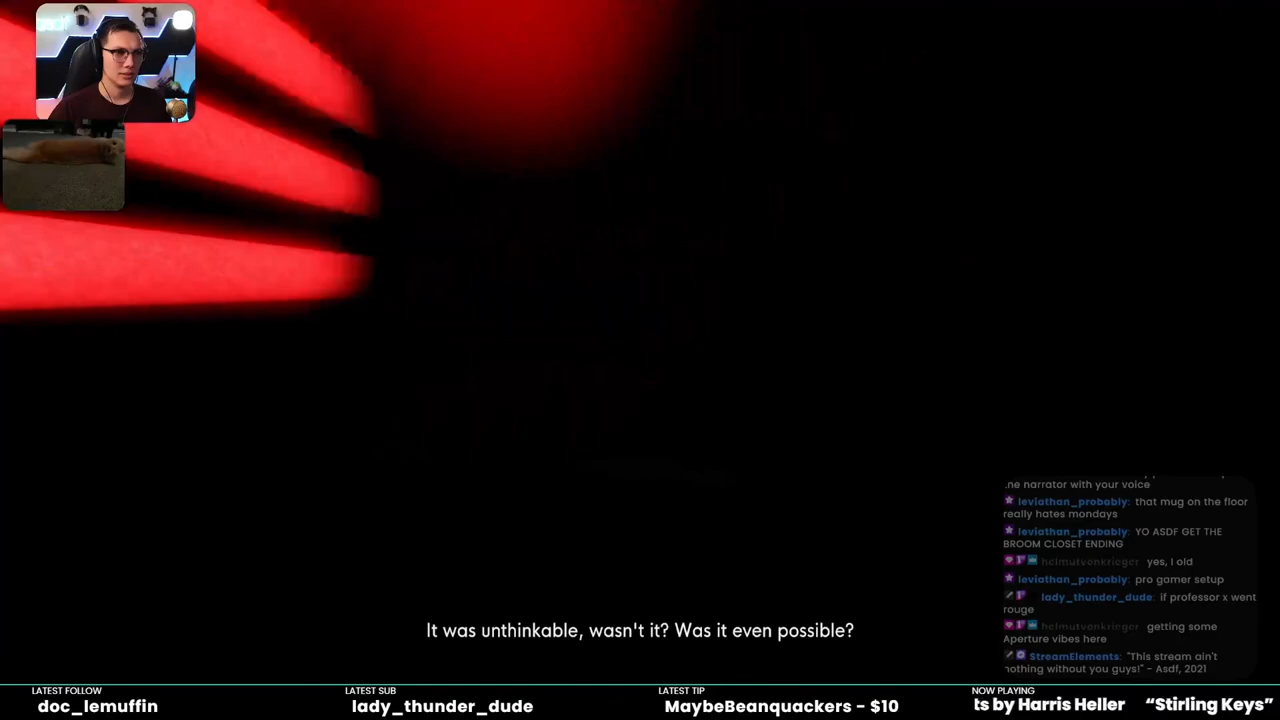 .he narrator with your voice
leviathan_probably: that mug on the floor
really hates mondays
leviathan_probably: YO ASDF GET THE
BROOM CLOSET ENDING
helmutvonkrieger yes, I old
leviathan_probably: pro gamer setup
lady_thunder_dude: if professor x went
rouge
helmutvonkrieger getting some
Aperture vibes here
StreamElements: "This stream ain't
nothing without you guys!" - Asdf, 2021
It was unthinkable, wasn't it? Was it even possible?
LATEST FOLLOW
doc_lemuffin
LATEST SUB
lady_thunder_dude
LATEST TIP
MaybeBeanquackers - $10
NOW PLAYING
ts by Harris Heller "Stirling Keys"